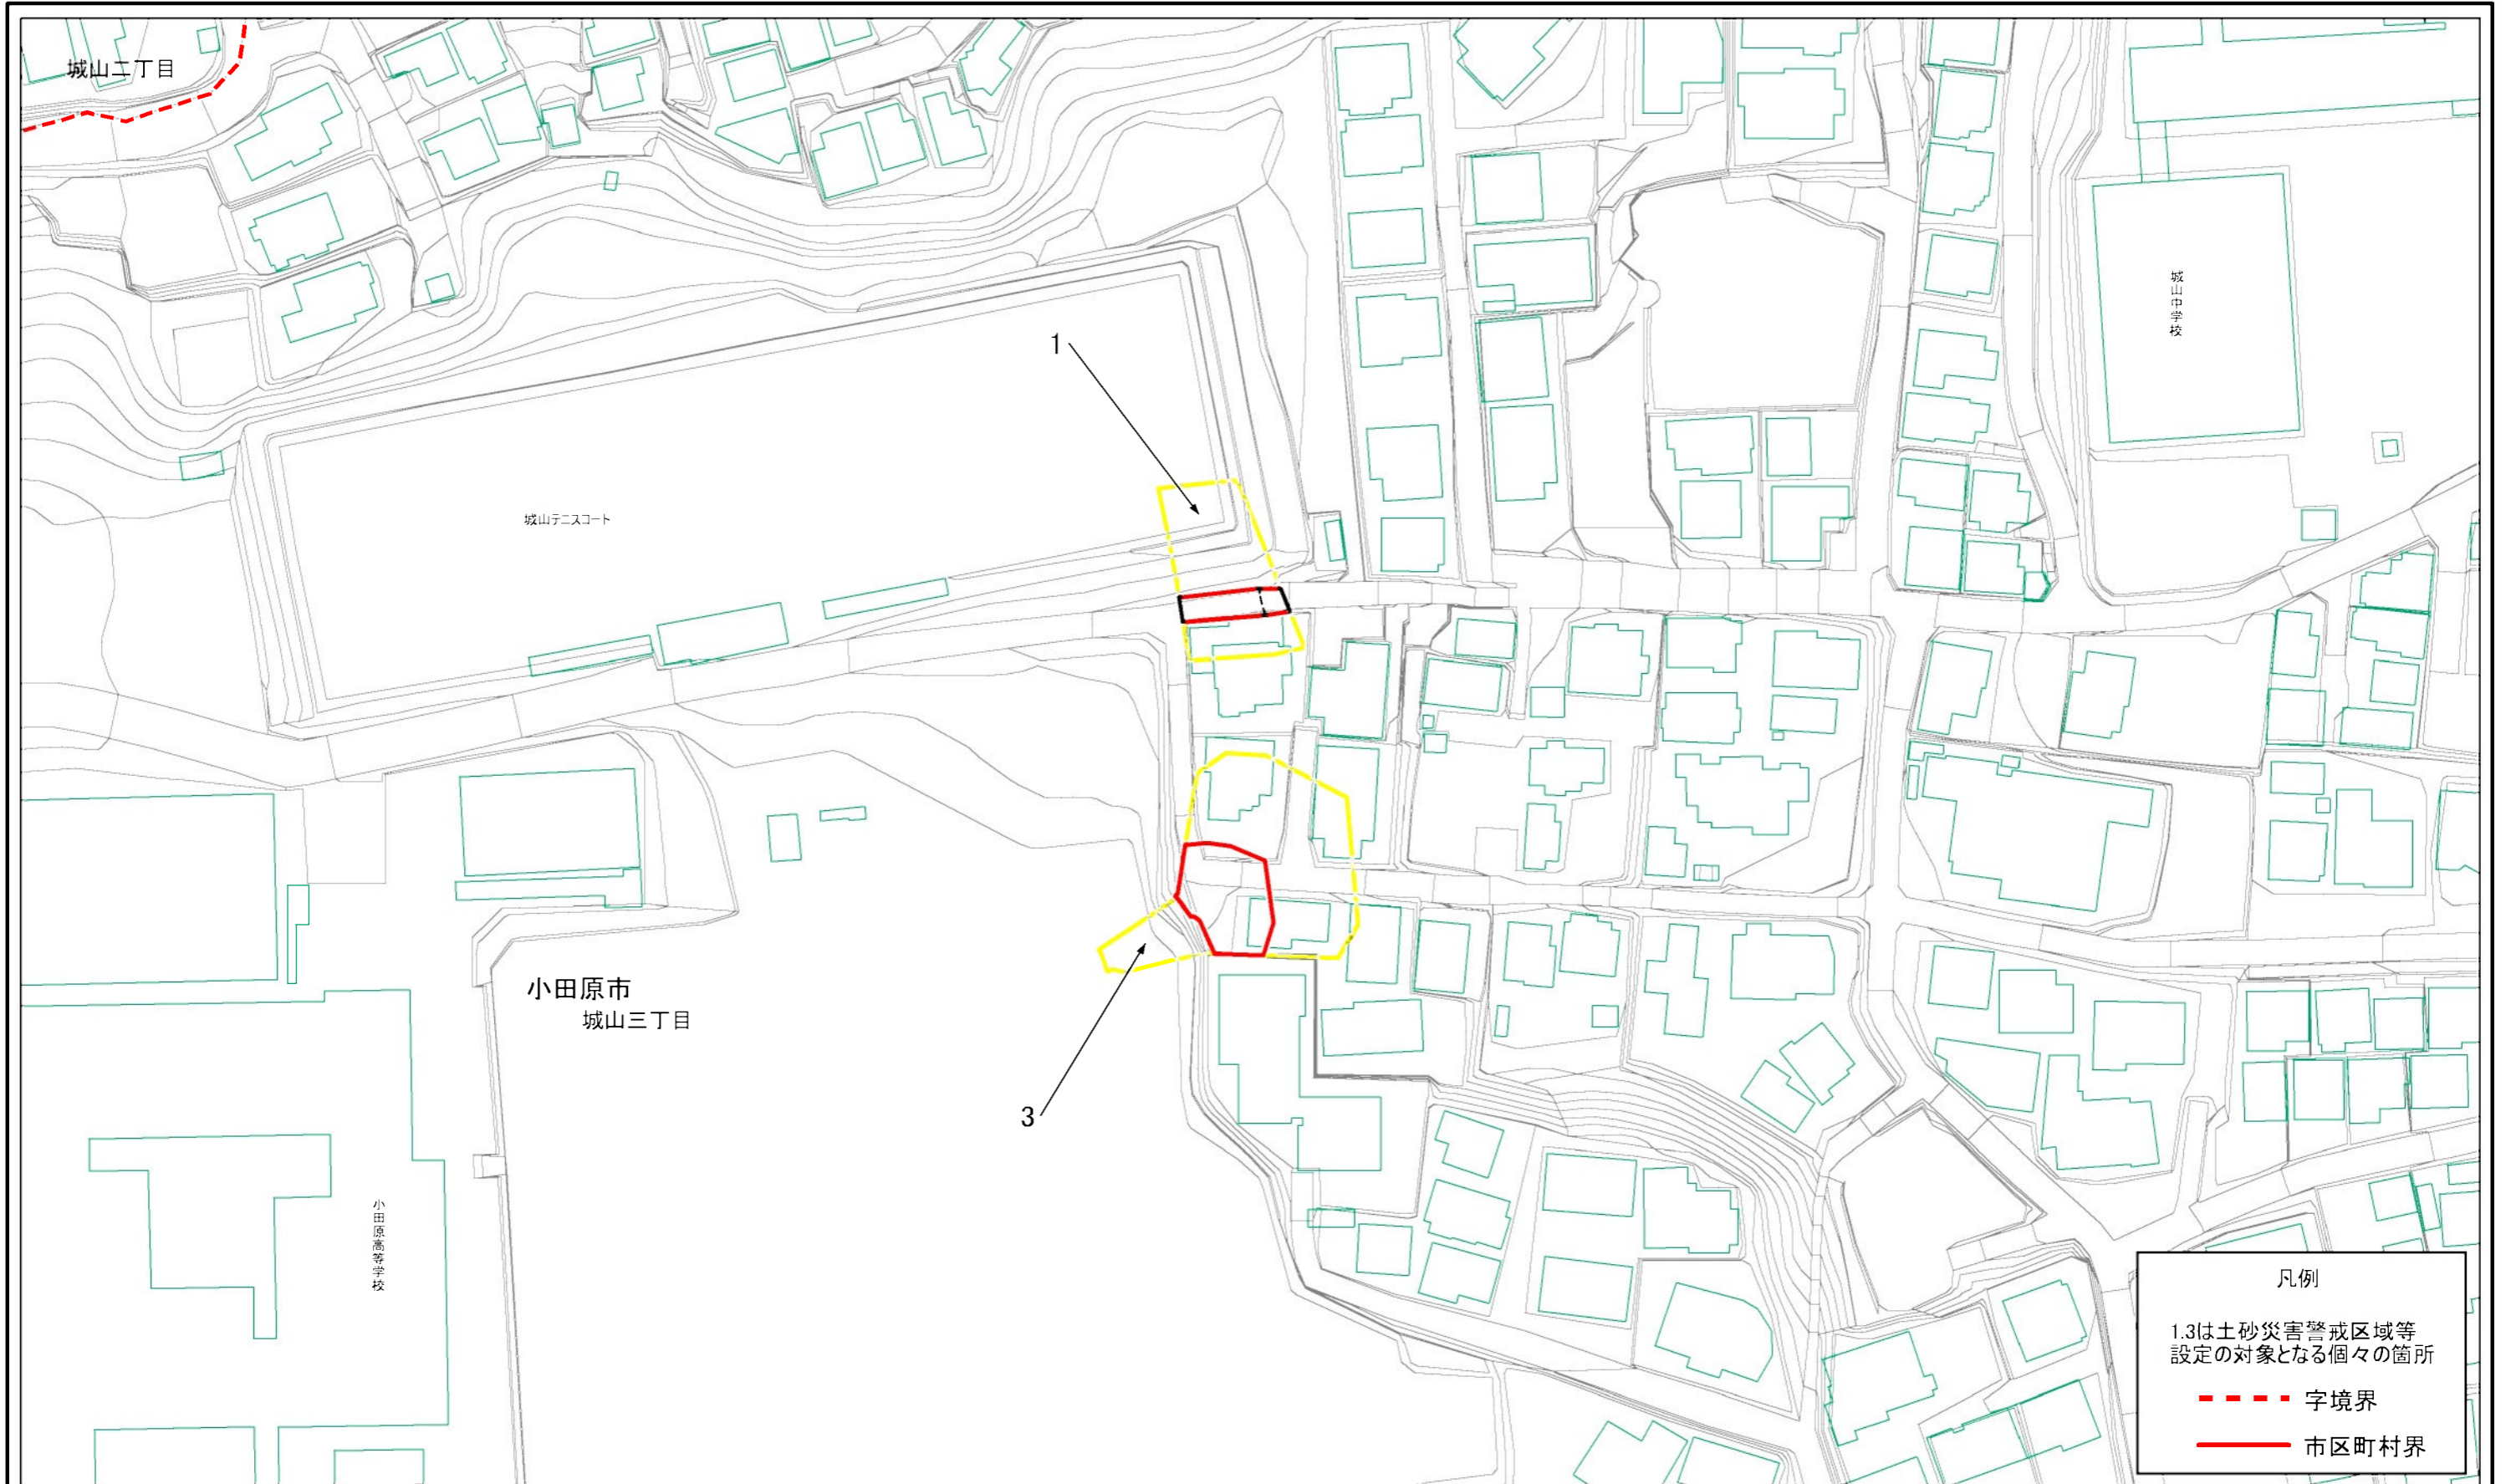 城山二丁目
城山中学校
1
城山テニスコート
小田原市
城山三丁目
3
小田原高等学校
凡例
1.3は土砂災害警戒区域等
設定の対象となる個々の箇所
字境界
市区町村界